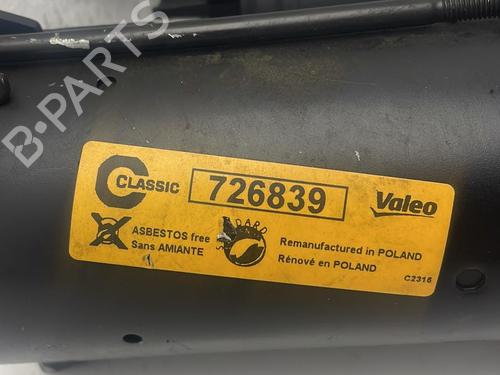 B-PARTS
C CLASSIC
726839
Valeo
ASBESTOS free
Sans AMIANTE
Remanufactured in POLAND
Rénové en POLAND
C2316